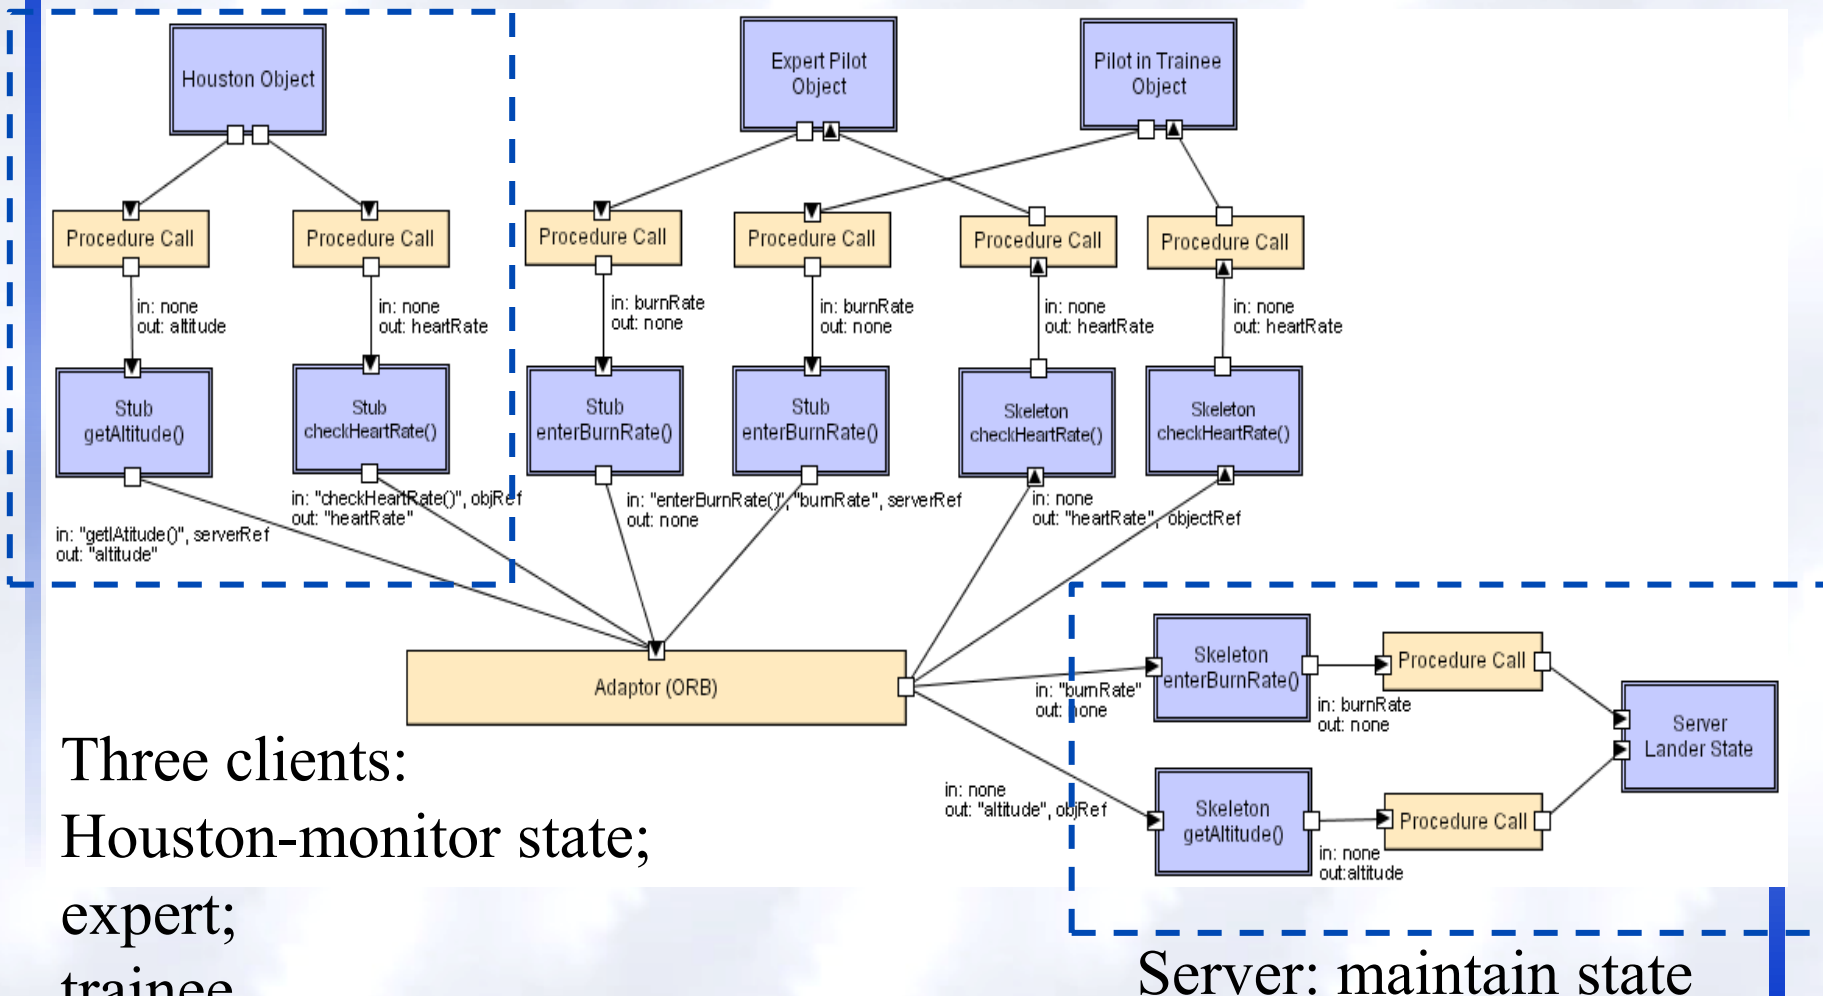 Houston Object
Expert Pilot
Object
Pilot in Trainee
Object
Procedure Call
Procedure Call
Procedure Call
Procedure Call
Procedure Call
Procedure Call
in: none
out: altitude
in: none
out: heartRate
in: burnRate
out: none
in: burnRate
out: none
in: none
out: heartRate
in: none
out: heartRate
Stub
getAltitude()
Stub
checkHeartRate()
Stub
enterBurnRate()
Stub
enterBurnRate()
Skeleton
checkHeartRate()
Skeleton
checkHeartRate()
in: "getlAtitude()", serverRef
out: "altitude"
in: "checkHeartRate()", objRef
out: "heartRate"
in: "enterBurnRate()", "burnRate", serverRef
out: none
in: none
out: "heartRate", objectRef
Adaptor (ORB)
in: "burnRate"
out: none
Skeleton
enterBurnRate()
in: burnRate
out: none
Procedure Call
Server
Lander State
in: none
out: "altitude", objRef
Skeleton
getAltitude()
in: none
out:altitude
Procedure Call
Three clients:
Houston-monitor state;
expert;
trainee
Server: maintain state